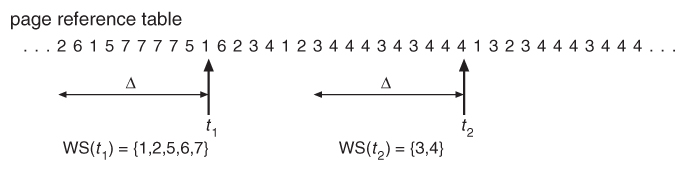 page reference table
. . . 2 6 1 5 7 7 7 7 5 1 6 2 3 4 1 2 3 4 4 4 3 4 3 4 4 4 1 3 2 3 4 4 4 3 4 4 4 . . .
Δ Δ
t₁ t₂
WS(t₁) = {1,2,5,6,7} WS(t₂) = {3,4}